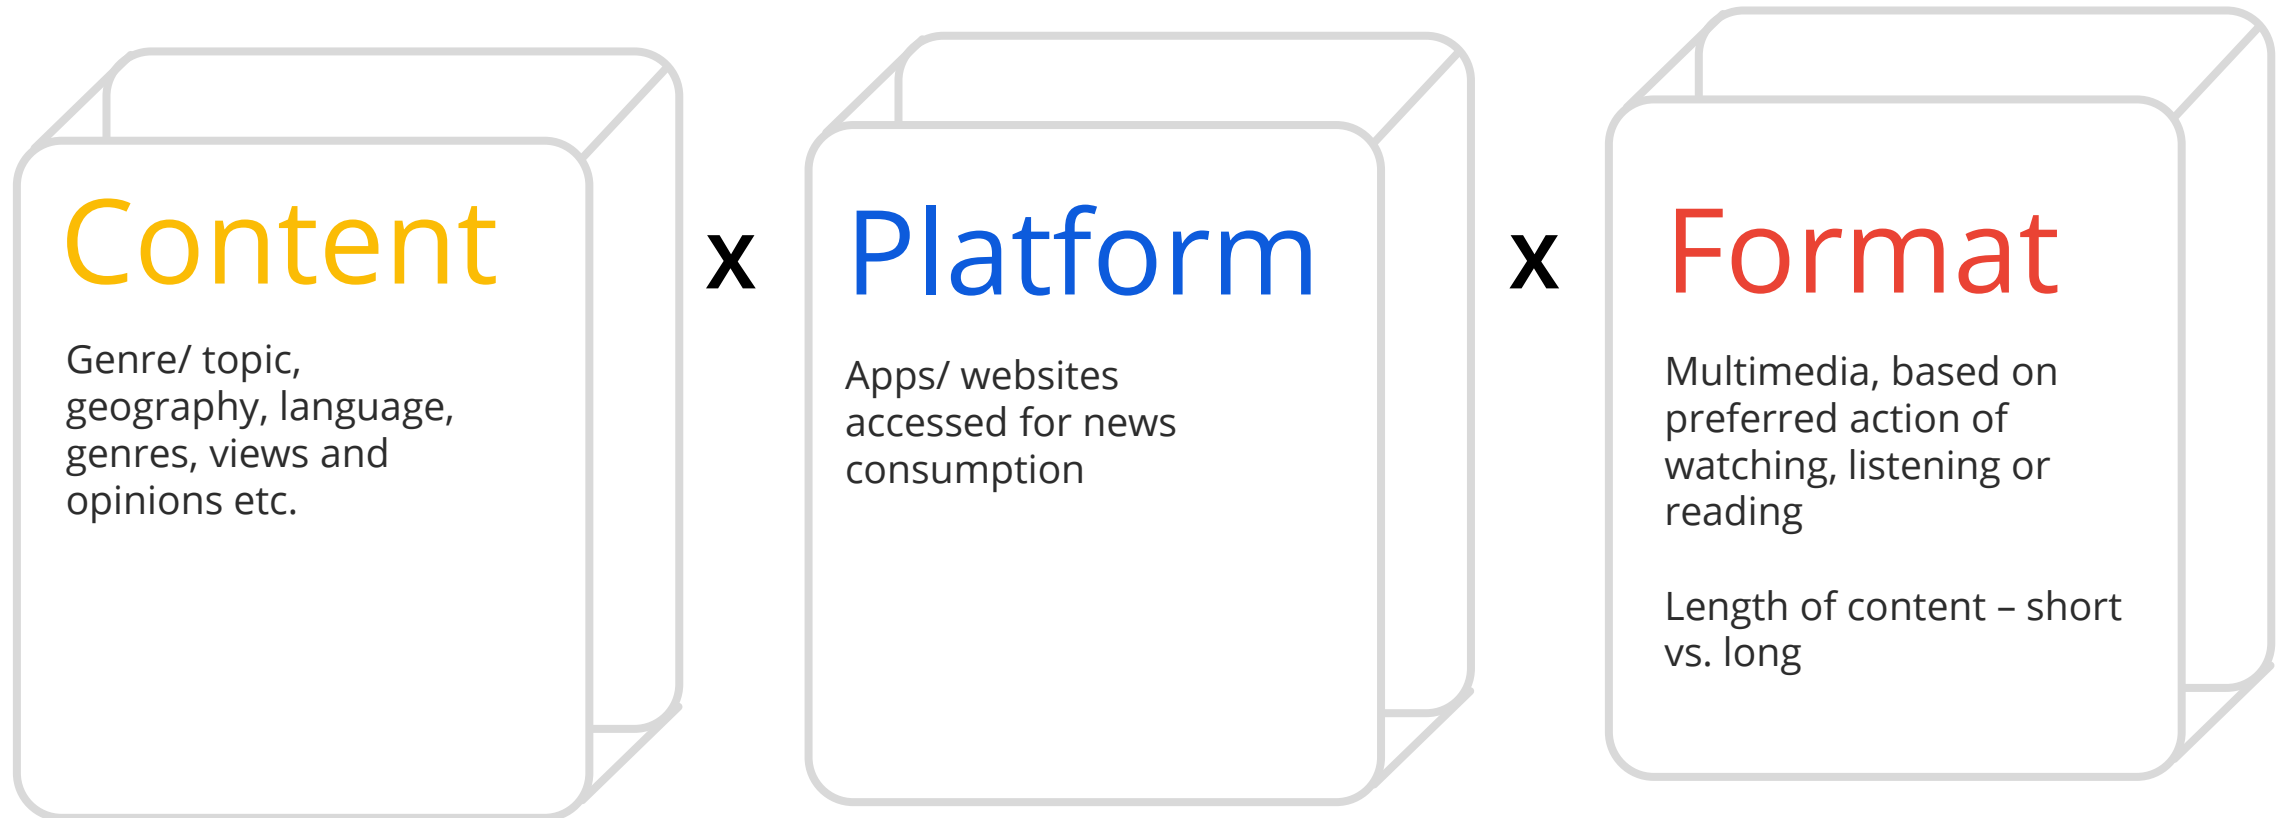 Content
Genre/ topic,
geography, language,
genres, views and
opinions etc.
x
Platform
Apps/ websites
accessed for news
consumption
x
Format
Multimedia, based on
preferred action of
watching, listening or
reading
Length of content – short
vs. long